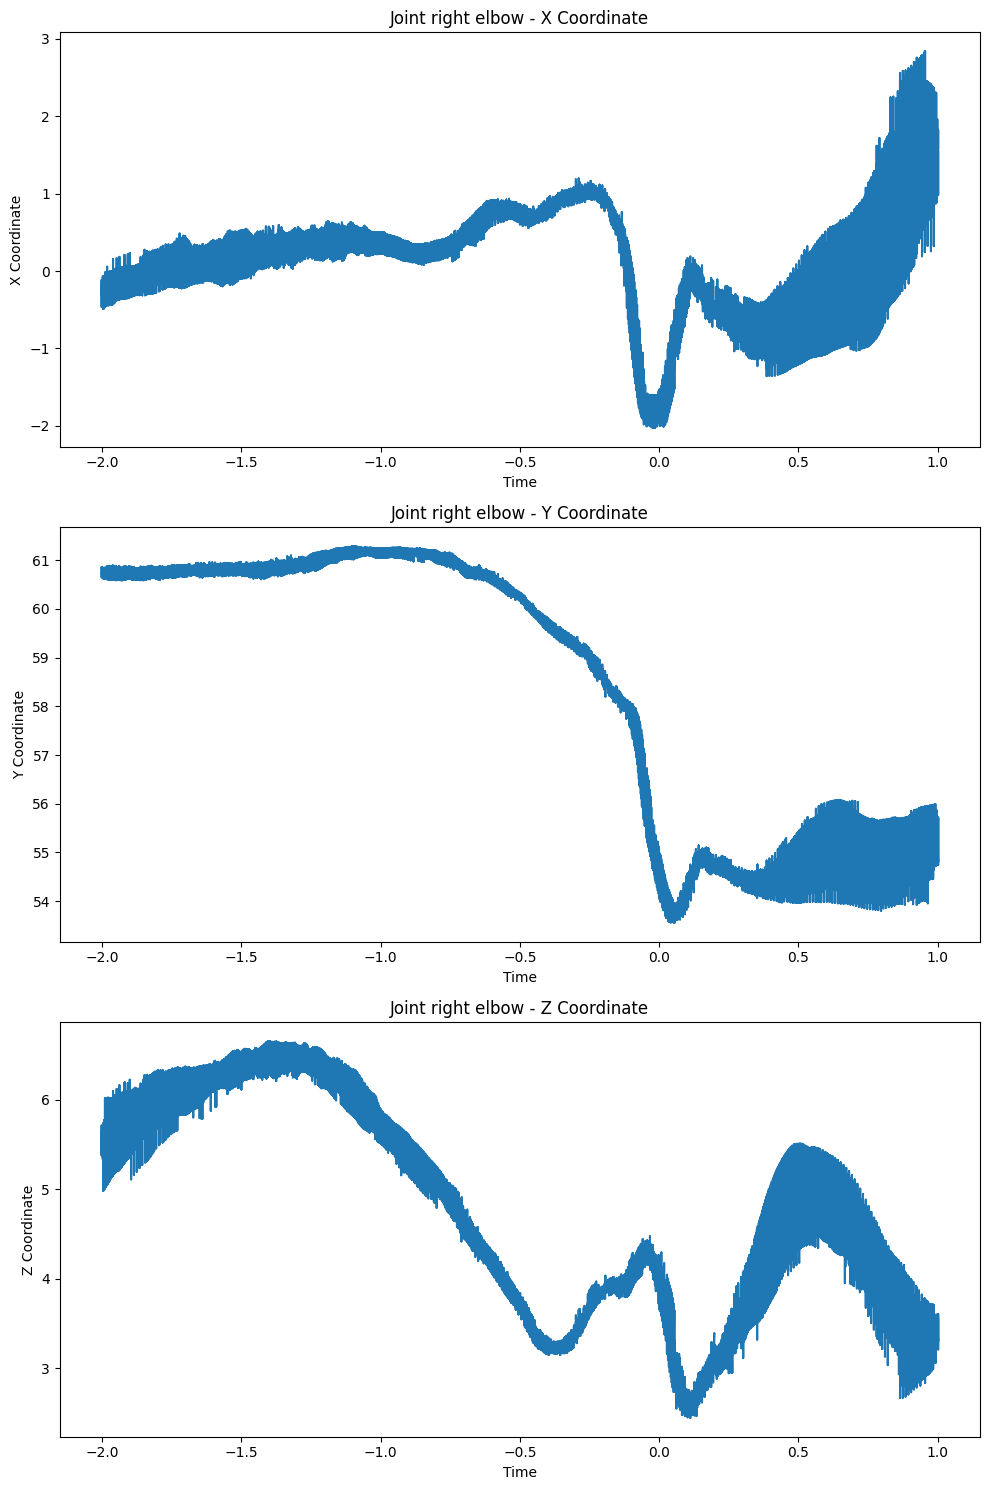 Joint right elbow - X Coordinate
3
2
1
0
−1
−2
X Coordinate
−2.0 −1.5 −1.0 −0.5 0.0 0.5 1.0
Time
Joint right elbow - Y Coordinate
61
60
59
58
57
56
55
54
Y Coordinate
−2.0 −1.5 −1.0 −0.5 0.0 0.5 1.0
Time
Joint right elbow - Z Coordinate
6
5
4
3
Z Coordinate
−2.0 −1.5 −1.0 −0.5 0.0 0.5 1.0
Time